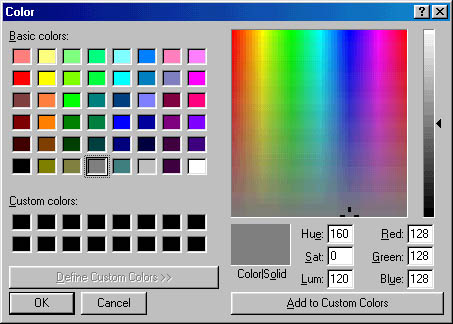 Color
Basic colors:
Custom colors:
Define Custom Colors >>
OK Cancel
Color|Solid
Hue: 160 Red: 128
Sat: 0 Green: 128
Lum: 120 Blue: 128
Add to Custom Colors